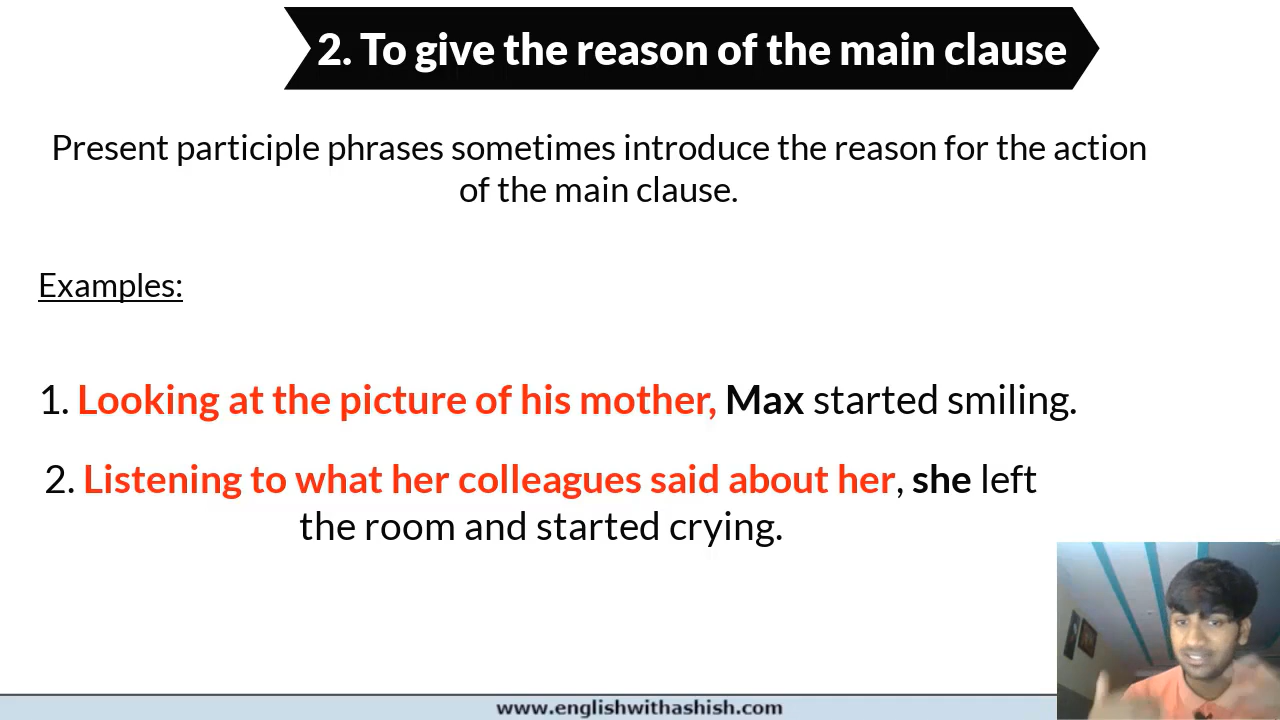 2. To give the reason of the main clause
Present participle phrases sometimes introduce the reason for the action
of the main clause.
Examples:
1. Looking at the picture of his mother, Max started smiling.
2. Listening to what her colleagues said about her, she left
the room and started crying.
www.englishwithashish.com